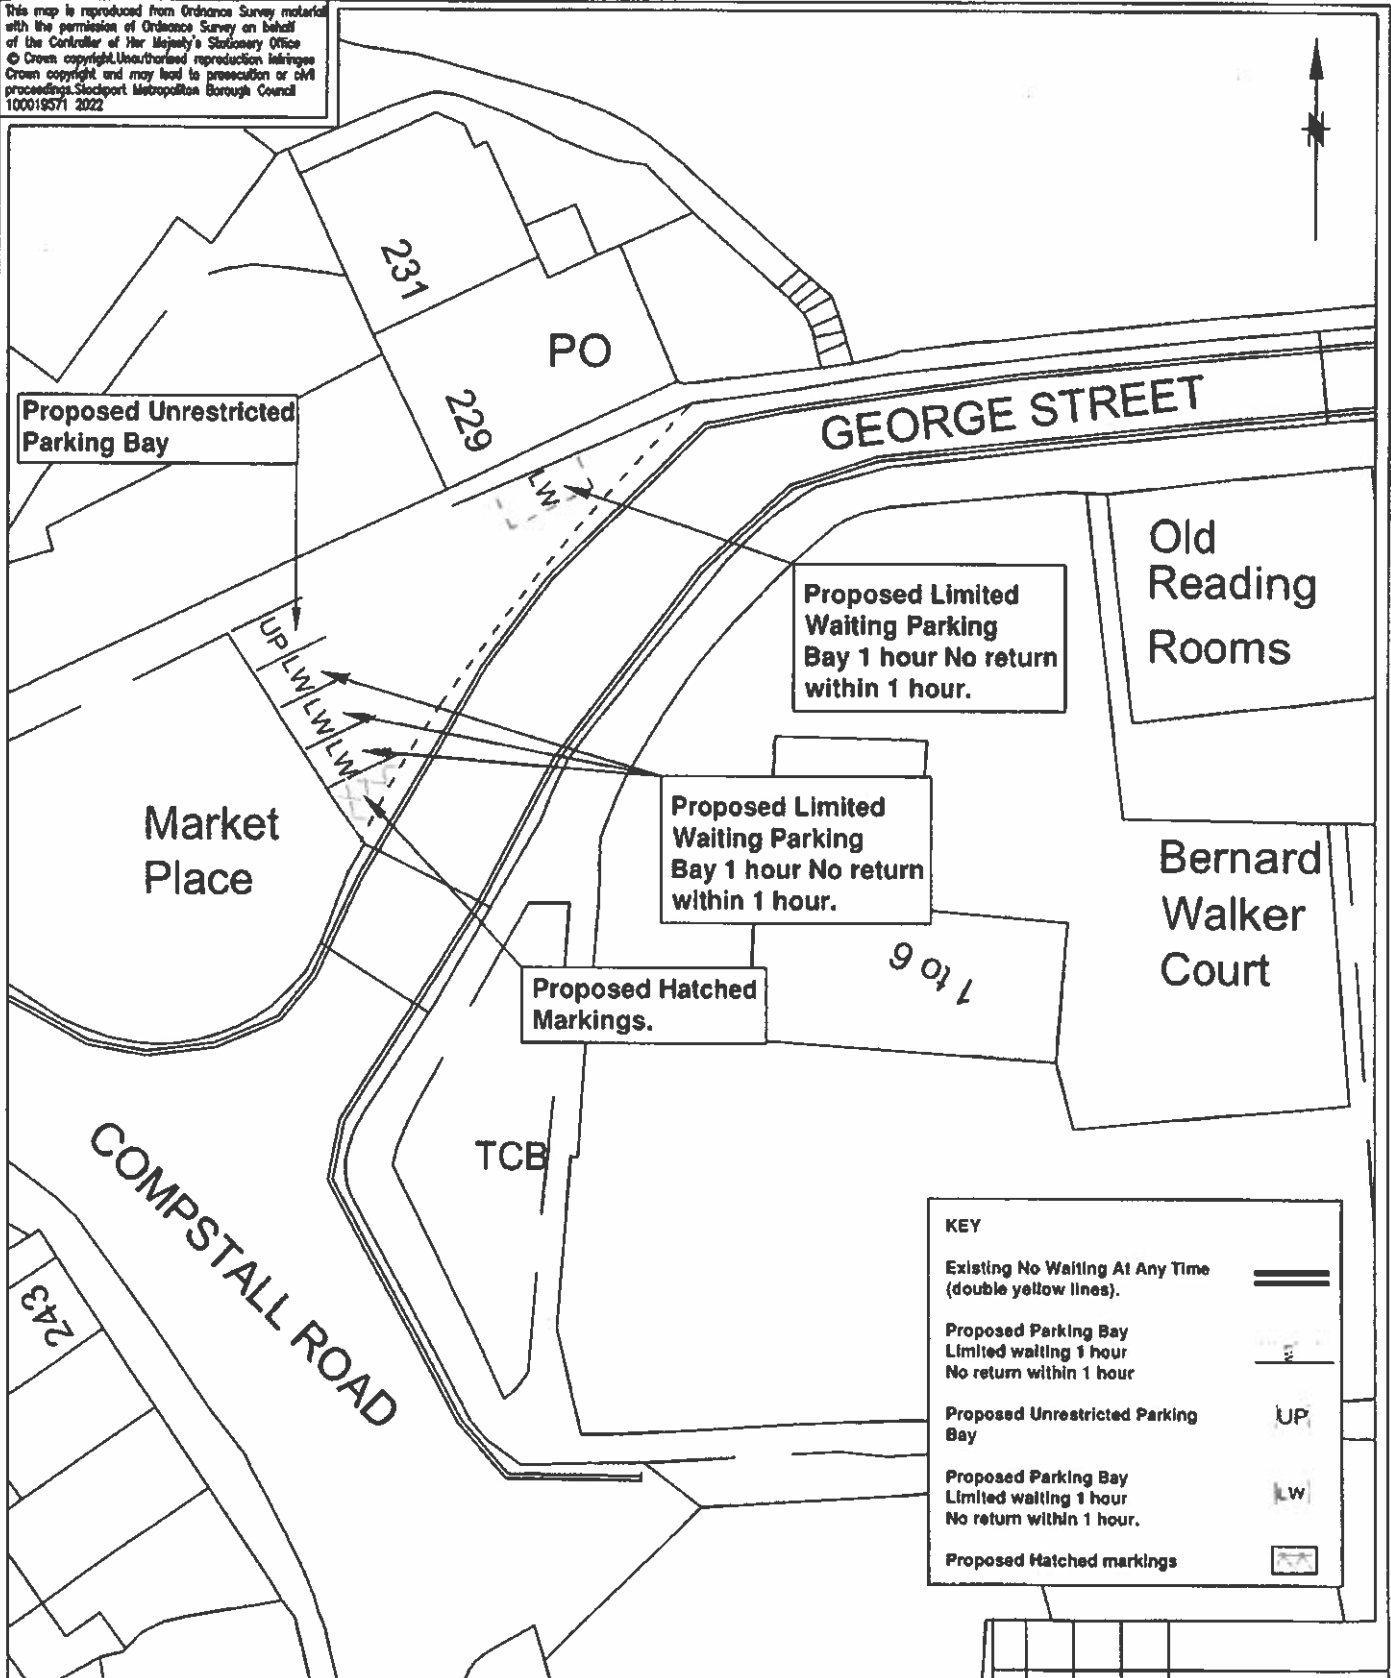 This map is reproduced from Ordnance Survey material
with the permission of Ordnance Survey on behalf
of the Controller of Her Majesty's Stationery Office
© Crown copyright.Unauthorised reproduction infringes
Crown copyright and may lead to prosecution or civil
proceedings.Stockport Metropolitan Borough Council
100019571 2022
231
PO
229
GEORGE STREET
Proposed Unrestricted
Parking Bay
LW
Old
Reading
Rooms
Proposed Limited
Waiting Parking
Bay 1 hour No return
within 1 hour.
UP
LW
LW
LW
Market
Place
Proposed Limited
Waiting Parking
Bay 1 hour No return
within 1 hour.
Bernard
Walker
Court
1 to 6
Proposed Hatched
Markings.
TCB
COMPSTALL ROAD
243
KEY
Existing No Waiting At Any Time
(double yellow lines).
Proposed Parking Bay
Limited waiting 1 hour
No return within 1 hour
Proposed Unrestricted Parking
Bay
UP
Proposed Parking Bay
Limited waiting 1 hour
No return within 1 hour.
LW
Proposed Hatched markings